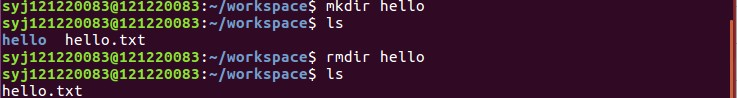 syj121220083@121220083:~/workspace$ mkdir hello
syj121220083@121220083:~/workspace$ ls
hello  hello.txt
syj121220083@121220083:~/workspace$ rmdir hello
syj121220083@121220083:~/workspace$ ls
hello.txt